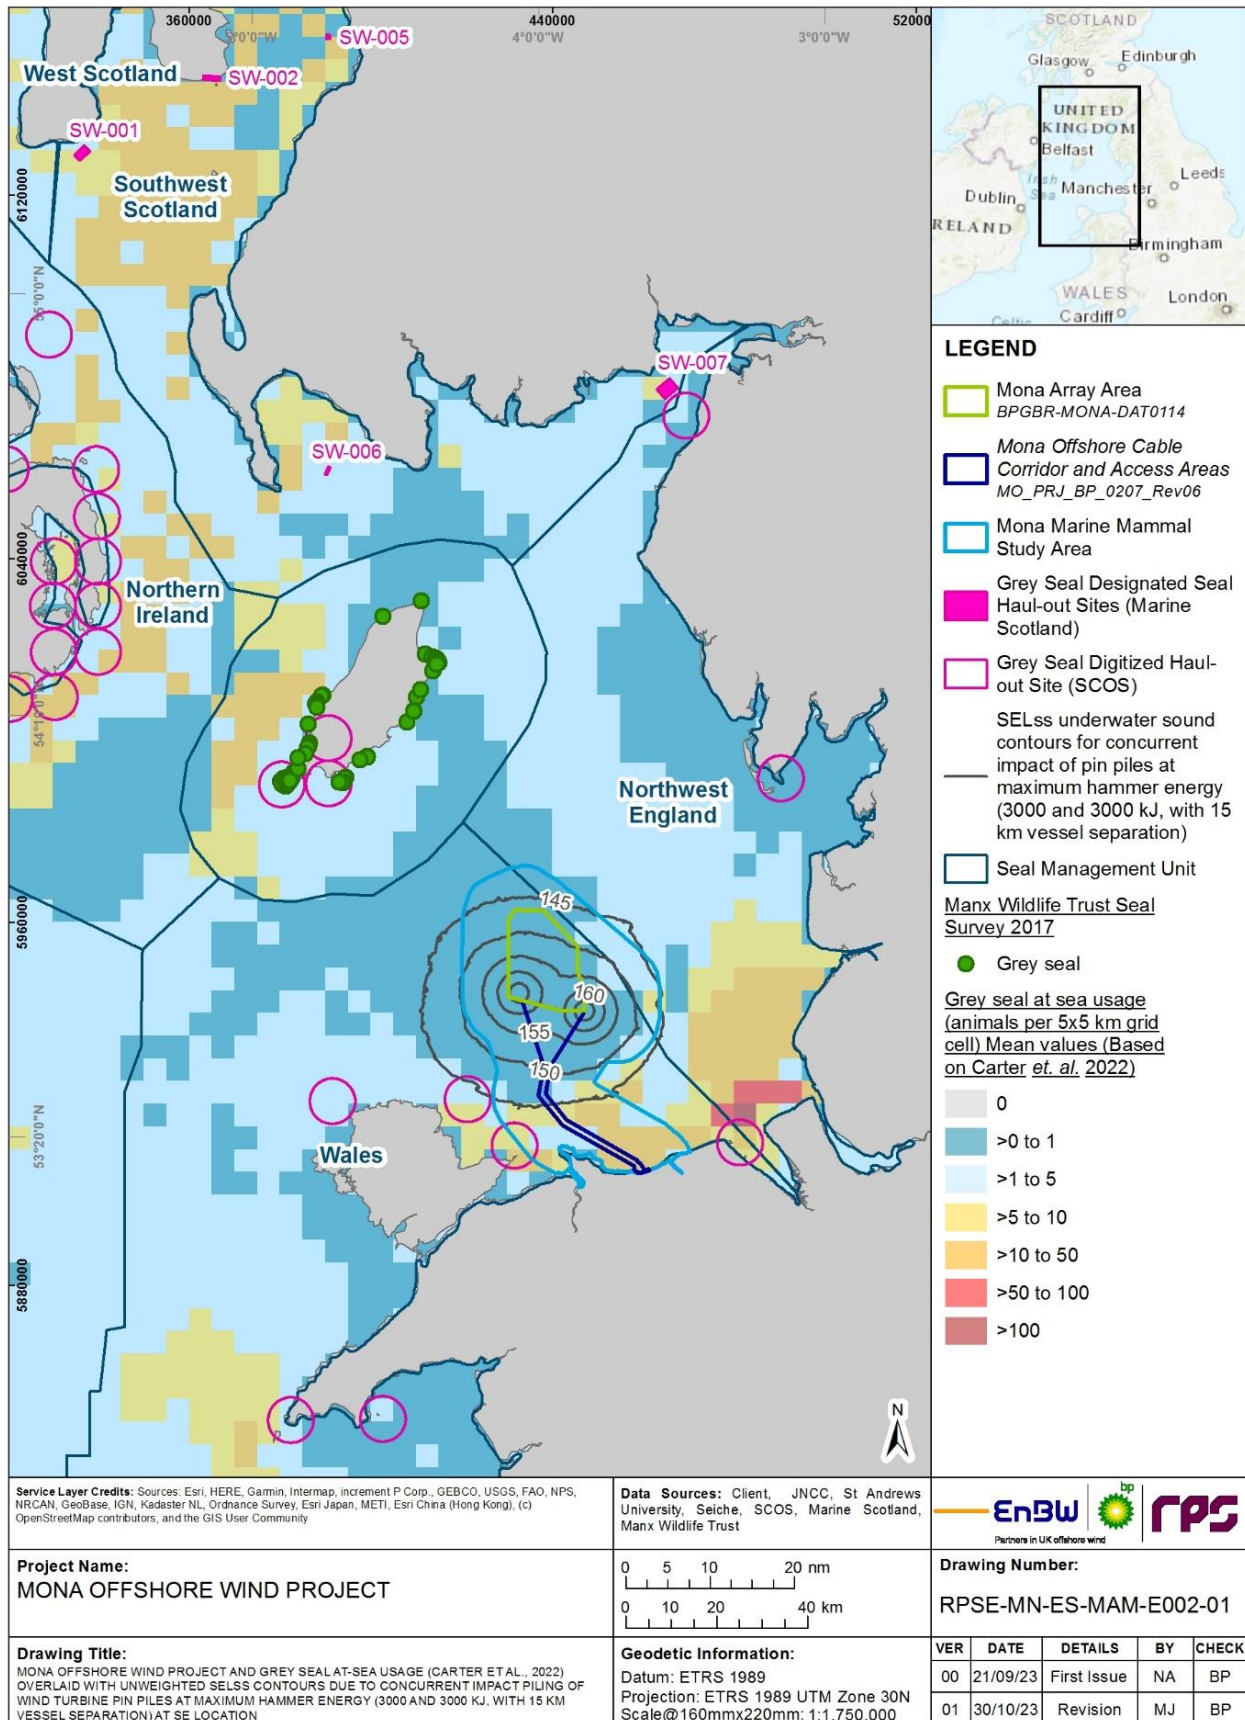 360000
440000
52000
5°0'0"W
4°0'0"W
3°0'0"W
SW-005
West Scotland
SW-002
SW-001
Southwest
Scotland
6120000
55°0'0"N
SW-007
SW-006
6040000
Northern
Ireland
54°10'0"N
Northwest
England
5960000
145
160
155
150
53°20'0"N
Wales
5880000
N
SCOTLAND
Glasgow
Edinburgh
UNITED
KINGDOM
Belfast
Irish
Sea
Leeds
Manchester
Dublin
RELAND
Birmingham
WALES
London
Cardiff
Celtic
LEGEND
Mona Array Area
BPGBR-MONA-DAT0114
Mona Offshore Cable
Corridor and Access Areas
MO_PRJ_BP_0207_Rev06
Mona Marine Mammal
Study Area
Grey Seal Designated Seal
Haul-out Sites (Marine
Scotland)
Grey Seal Digitized Haul-
out Site (SCOS)
SELss underwater sound
contours for concurrent
impact of pin piles at
maximum hammer energy
(3000 and 3000 kJ, with 15
km vessel separation)
Seal Management Unit
Manx Wildlife Trust Seal
Survey 2017
Grey seal
Grey seal at sea usage
(animals per 5x5 km grid
cell) Mean values (Based
on Carter et. al. 2022)
0
>0 to 1
>1 to 5
>5 to 10
>10 to 50
>50 to 100
>100
Service Layer Credits: Sources: Esri, HERE, Garmin, Intermap, increment P Corp., GEBCO, USGS, FAO, NPS,
NRCAN, GeoBase, IGN, Kadaster NL, Ordnance Survey, Esri Japan, METI, Esri China (Hong Kong), (c)
OpenStreetMap contributors, and the GIS User Community
Data Sources: Client, JNCC, St Andrews
University, Seiche, SCOS, Marine Scotland,
Manx Wildlife Trust
EnBW
bp
rps
Partners in UK offshore wind
Project Name:
MONA OFFSHORE WIND PROJECT
0 5 10 20 nm
0 10 20 40 km
Drawing Number:
RPSE-MN-ES-MAM-E002-01
Drawing Title:
MONA OFFSHORE WIND PROJECT AND GREY SEAL AT-SEA USAGE (CARTER ET AL., 2022)
OVERLAID WITH UNWEIGHTED SELSS CONTOURS DUE TO CONCURRENT IMPACT PILING OF
WIND TURBINE PIN PILES AT MAXIMUM HAMMER ENERGY (3000 AND 3000 KJ, WITH 15 KM
VESSEL SEPARATION) AT SE LOCATION
Geodetic Information:
Datum: ETRS 1989
Projection: ETRS 1989 UTM Zone 30N
Scale@160mmx220mm: 1:1,750,000
VER DATE DETAILS BY CHECK
00 21/09/23 First Issue NA BP
01 30/10/23 Revision MJ BP